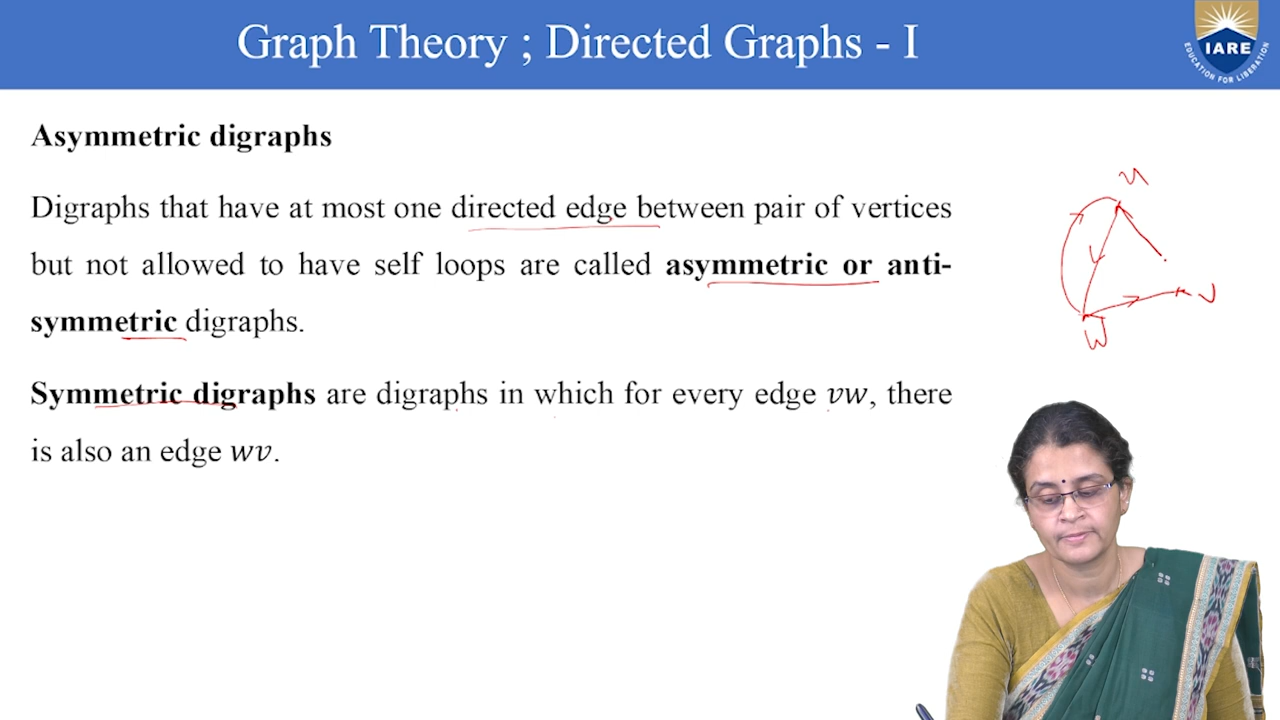 Graph Theory ; Directed Graphs - I
IARE
EDUCATION FOR LIBERATION
Asymmetric digraphs
Digraphs that have at most one directed edge between pair of vertices
but not allowed to have self loops are called asymmetric or anti-
symmetric digraphs.
Symmetric digraphs are digraphs in which for every edge vw, there
is also an edge wv.
u
v
w